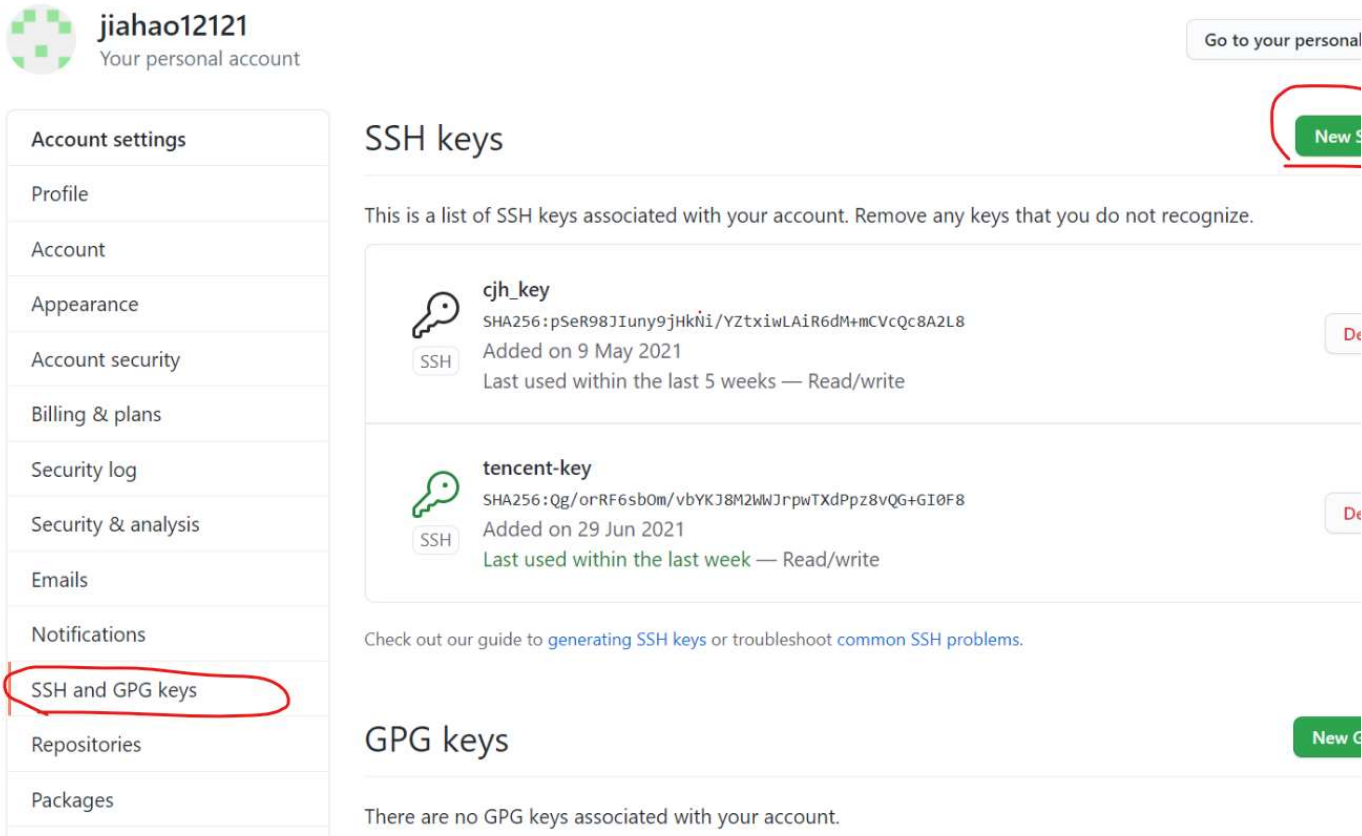 jiahao12121
Your personal account
Go to your personal
Account settings
Profile
Account
Appearance
Account security
Billing & plans
Security log
Security & analysis
Emails
Notifications
SSH and GPG keys
Repositories
Packages
SSH keys
New S
This is a list of SSH keys associated with your account. Remove any keys that you do not recognize.
cjh_key
SHA256:pSeR98JIuny9jHkNi/YZtxiwLAiR6dM+mCVcQc8A2L8
SSH
Added on 9 May 2021
Last used within the last 5 weeks — Read/write
De
tencent-key
SHA256:Qg/orRF6sbOm/vbYKJ8M2WWJrpwTXdPpz8vQG+GI0F8
SSH
Added on 29 Jun 2021
Last used within the last week — Read/write
De
Check out our guide to generating SSH keys or troubleshoot common SSH problems.
GPG keys
New G
There are no GPG keys associated with your account.